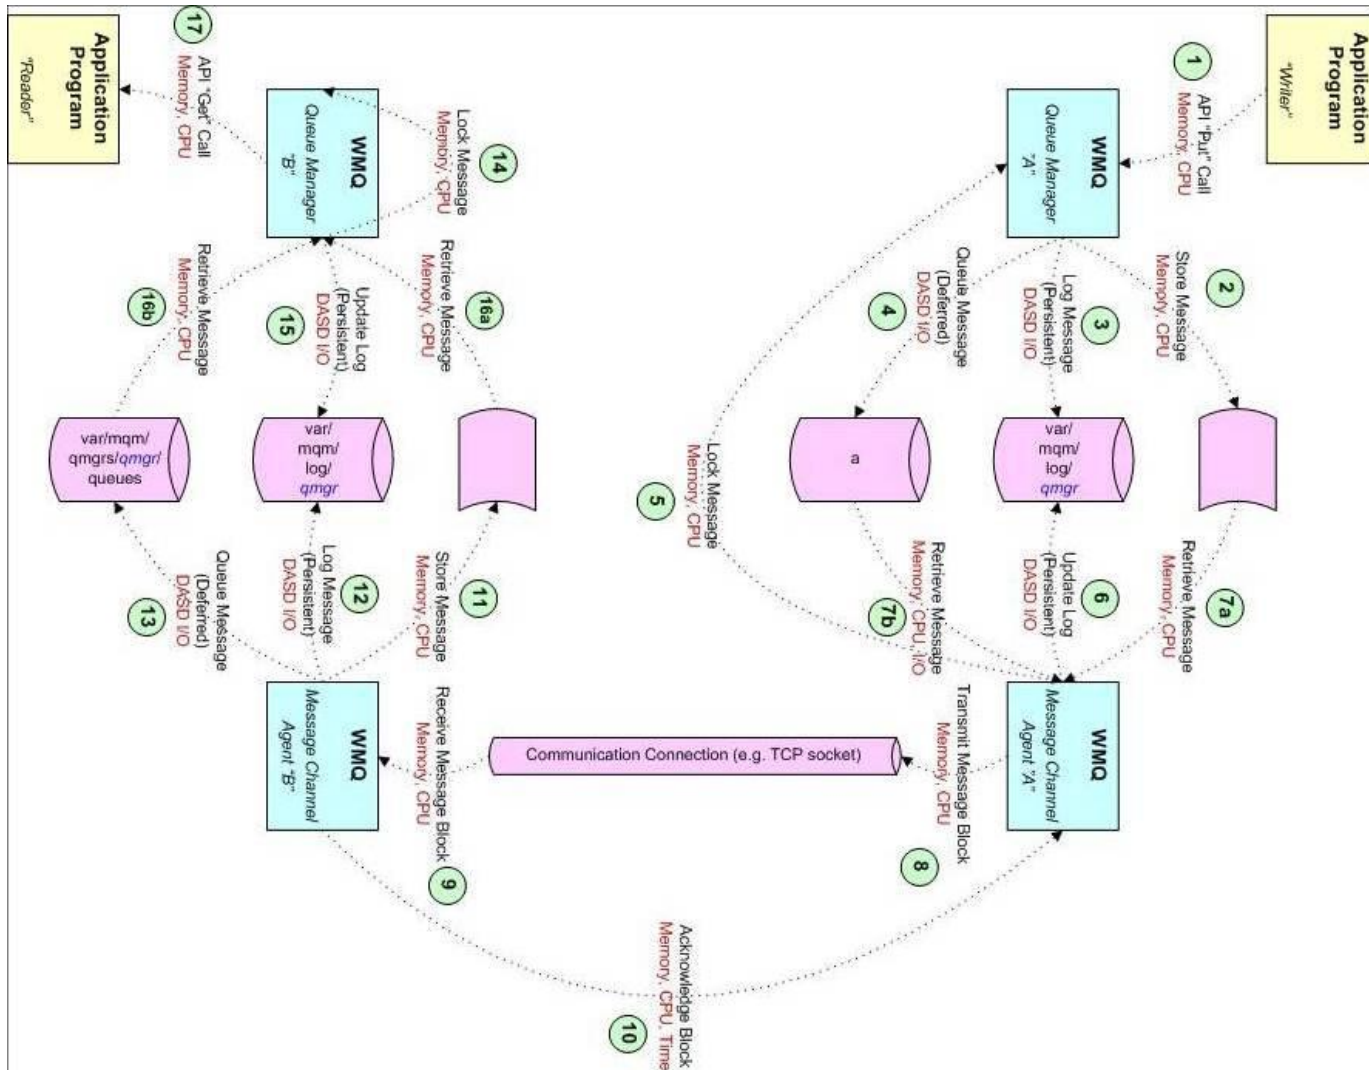 Application
Program
"Writer"
1
API "Put" Call
Memory, CPU
WMQ
Queue Manager
"A"
2
Store Message
Memory, CPU
3
Log Message
(Persistent)
DASD I/O
4
Queue Message
(Deferred)
DASD I/O
var/
mqm/
log/
qmgr
a
5
Lock Message
Memory, CPU
6
Update Log
(Persistent)
DASD I/O
7a
Retrieve Message
Memory, CPU
7b
Retrieve Message
Memory, CPU, I/O
WMQ
Message Channel
Agent "A"
8
Transmit Message Block
Memory, CPU
Communication Connection (e.g. TCP socket)
9
Receive Message Block
Memory, CPU
10
Acknowledge Block
Memory, CPU, Time
WMQ
Message Channel
Agent "B"
11
Store Message
Memory, CPU
12
Log Message
(Persistent)
DASD I/O
13
Queue Message
(Deferred)
DASD I/O
var/
mqm/
log/
qmgr
var/mqm/
qmgrs/qmgr/
queues
14
Lock Message
Memory, CPU
15
Update Log
(Persistent)
DASD I/O
16a
Retrieve Message
Memory, CPU
16b
Retrieve Message
Memory, CPU
WMQ
Queue Manager
"B"
17
API "Get" Call
Memory, CPU
Application
Program
"Reader"